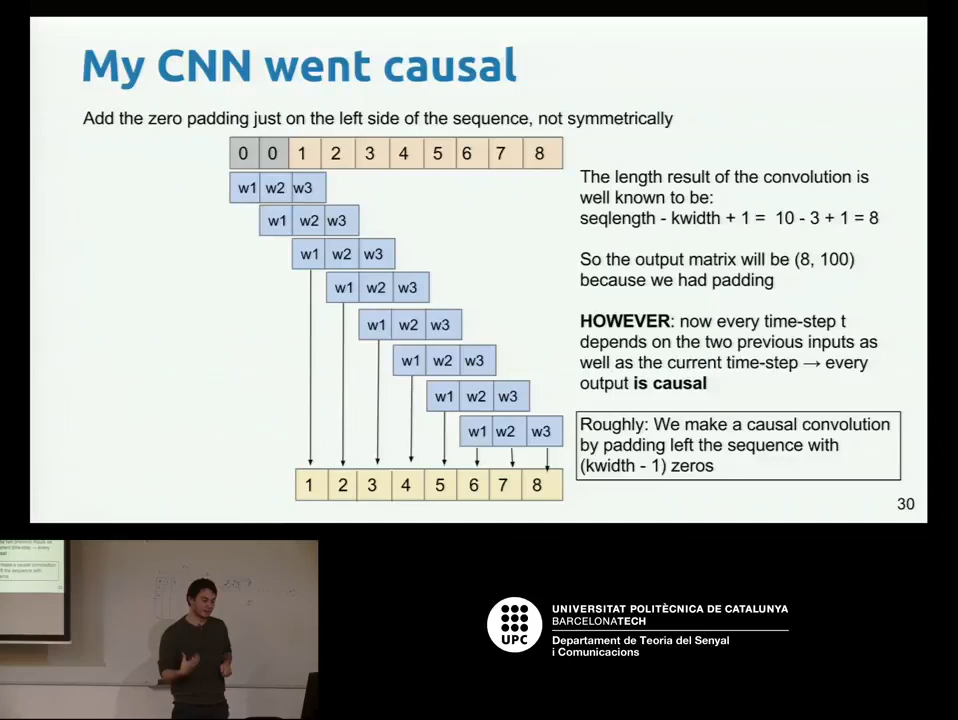 My CNN went causal
Add the zero padding just on the left side of the sequence, not symmetrically
0 0 1 2 3 4 5 6 7 8
w1 w2 w3
w1 w2 w3
w1 w2 w3
w1 w2 w3
w1 w2 w3
w1 w2 w3
w1 w2 w3
w1 w2 w3
1 2 3 4 5 6 7 8
The length result of the convolution is
well known to be:
seqlength - kwidth + 1 = 10 - 3 + 1 = 8
So the output matrix will be (8, 100)
because we had padding
HOWEVER: now every time-step t
depends on the two previous inputs as
well as the current time-step → every
output is causal
Roughly: We make a causal convolution
by padding left the sequence with
(kwidth - 1) zeros
30
UPC
UNIVERSITAT POLITÈCNICA DE CATALUNYA
BARCELONATECH
Departament de Teoria del Senyal
i Comunicacions